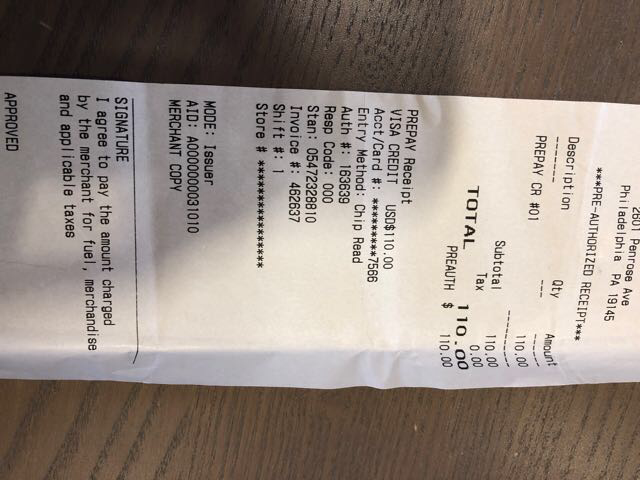 2801 Penrose Ave
Philadelphia PA 19145
***PRE-AUTHORIZED RECEIPT***
Description Qty Amount
------- --- ------
PREPAY CR #01 110.00
--------
Subtotal 110.00
Tax 0.00
TOTAL 110.00
PREAUTH $ 110.00
PREPAY Receipt
VISA CREDIT USD$110.00
Acct/Card #: ********7566
Entry Method: Chip Read
Auth #: 163639
Resp Code: 000
Stan: 05472328810
Invoice #: 462637
Shift #: 1
Store # ****************
MODE: Issuer
AID: A0000000031010
MERCHANT COPY
SIGNATURE
I agree to pay the amount charged
by the merchant for fuel, merchandise
and applicable taxes
APPROVED